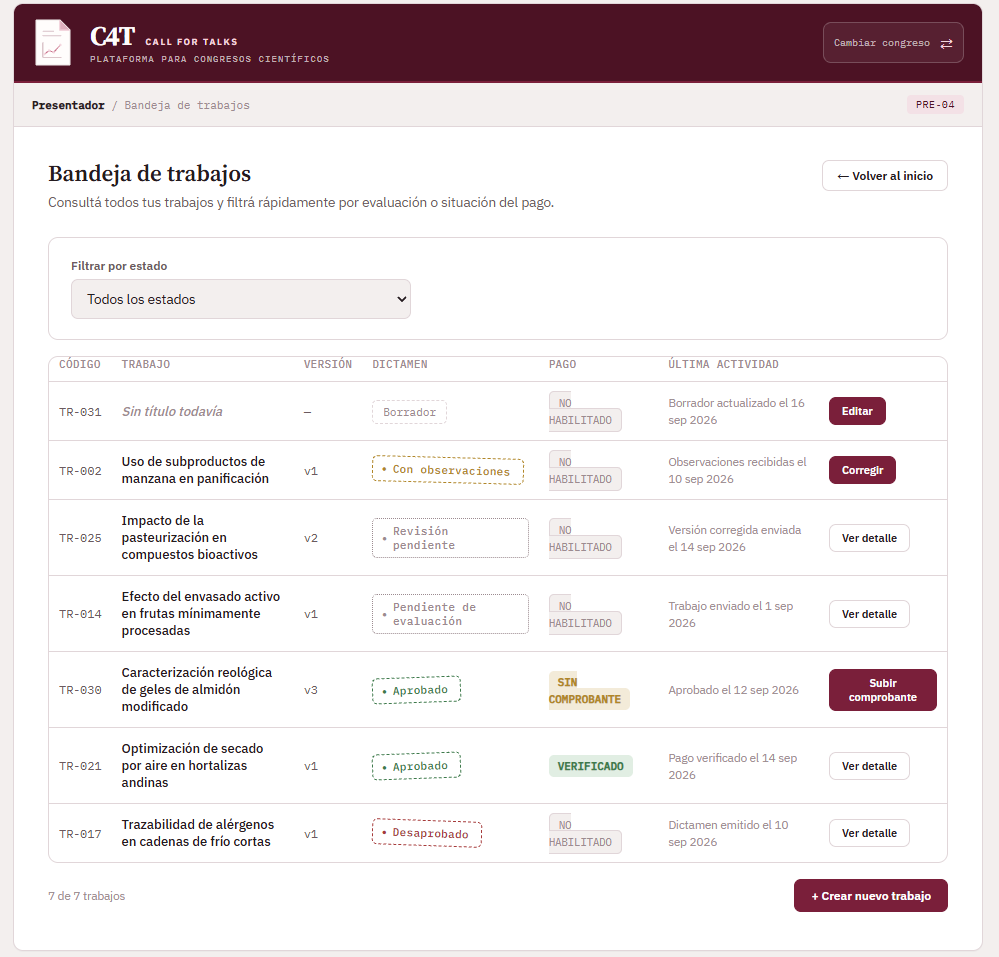 C4T CALL FOR TALKS
PLATAFORMA PARA CONGRESOS CIENTÍFICOS
Cambiar congreso ⇄
Presentador / Bandeja de trabajos
PRE-04
Bandeja de trabajos
← Volver al inicio
Consultá todos tus trabajos y filtrá rápidamente por evaluación o situación del pago.
Filtrar por estado
Todos los estados
CÓDIGO TRABAJO VERSIÓN DICTAMEN PAGO ÚLTIMA ACTIVIDAD
TR-031
Sin título todavía
—
Borrador
NO
HABILITADO
Borrador actualizado el 16
sep 2026
Editar
TR-002
Uso de subproductos de
manzana en panificación
v1
• Con observaciones
NO
HABILITADO
Observaciones recibidas el
10 sep 2026
Corregir
TR-025
Impacto de la
pasteurización en
compuestos bioactivos
v2
• Revisión
pendiente
NO
HABILITADO
Versión corregida enviada
el 14 sep 2026
Ver detalle
TR-014
Efecto del envasado activo
en frutas mínimamente
procesadas
v1
• Pendiente de
evaluación
NO
HABILITADO
Trabajo enviado el 1 sep
2026
Ver detalle
TR-030
Caracterización reológica
de geles de almidón
modificado
v3
• Aprobado
SIN
COMPROBANTE
Aprobado el 12 sep 2026
Subir
comprobante
TR-021
Optimización de secado
por aire en hortalizas
andinas
v1
• Aprobado
VERIFICADO
Pago verificado el 14 sep
2026
Ver detalle
TR-017
Trazabilidad de alérgenos
en cadenas de frío cortas
v1
• Desaprobado
NO
HABILITADO
Dictamen emitido el 10
sep 2026
Ver detalle
7 de 7 trabajos
+ Crear nuevo trabajo